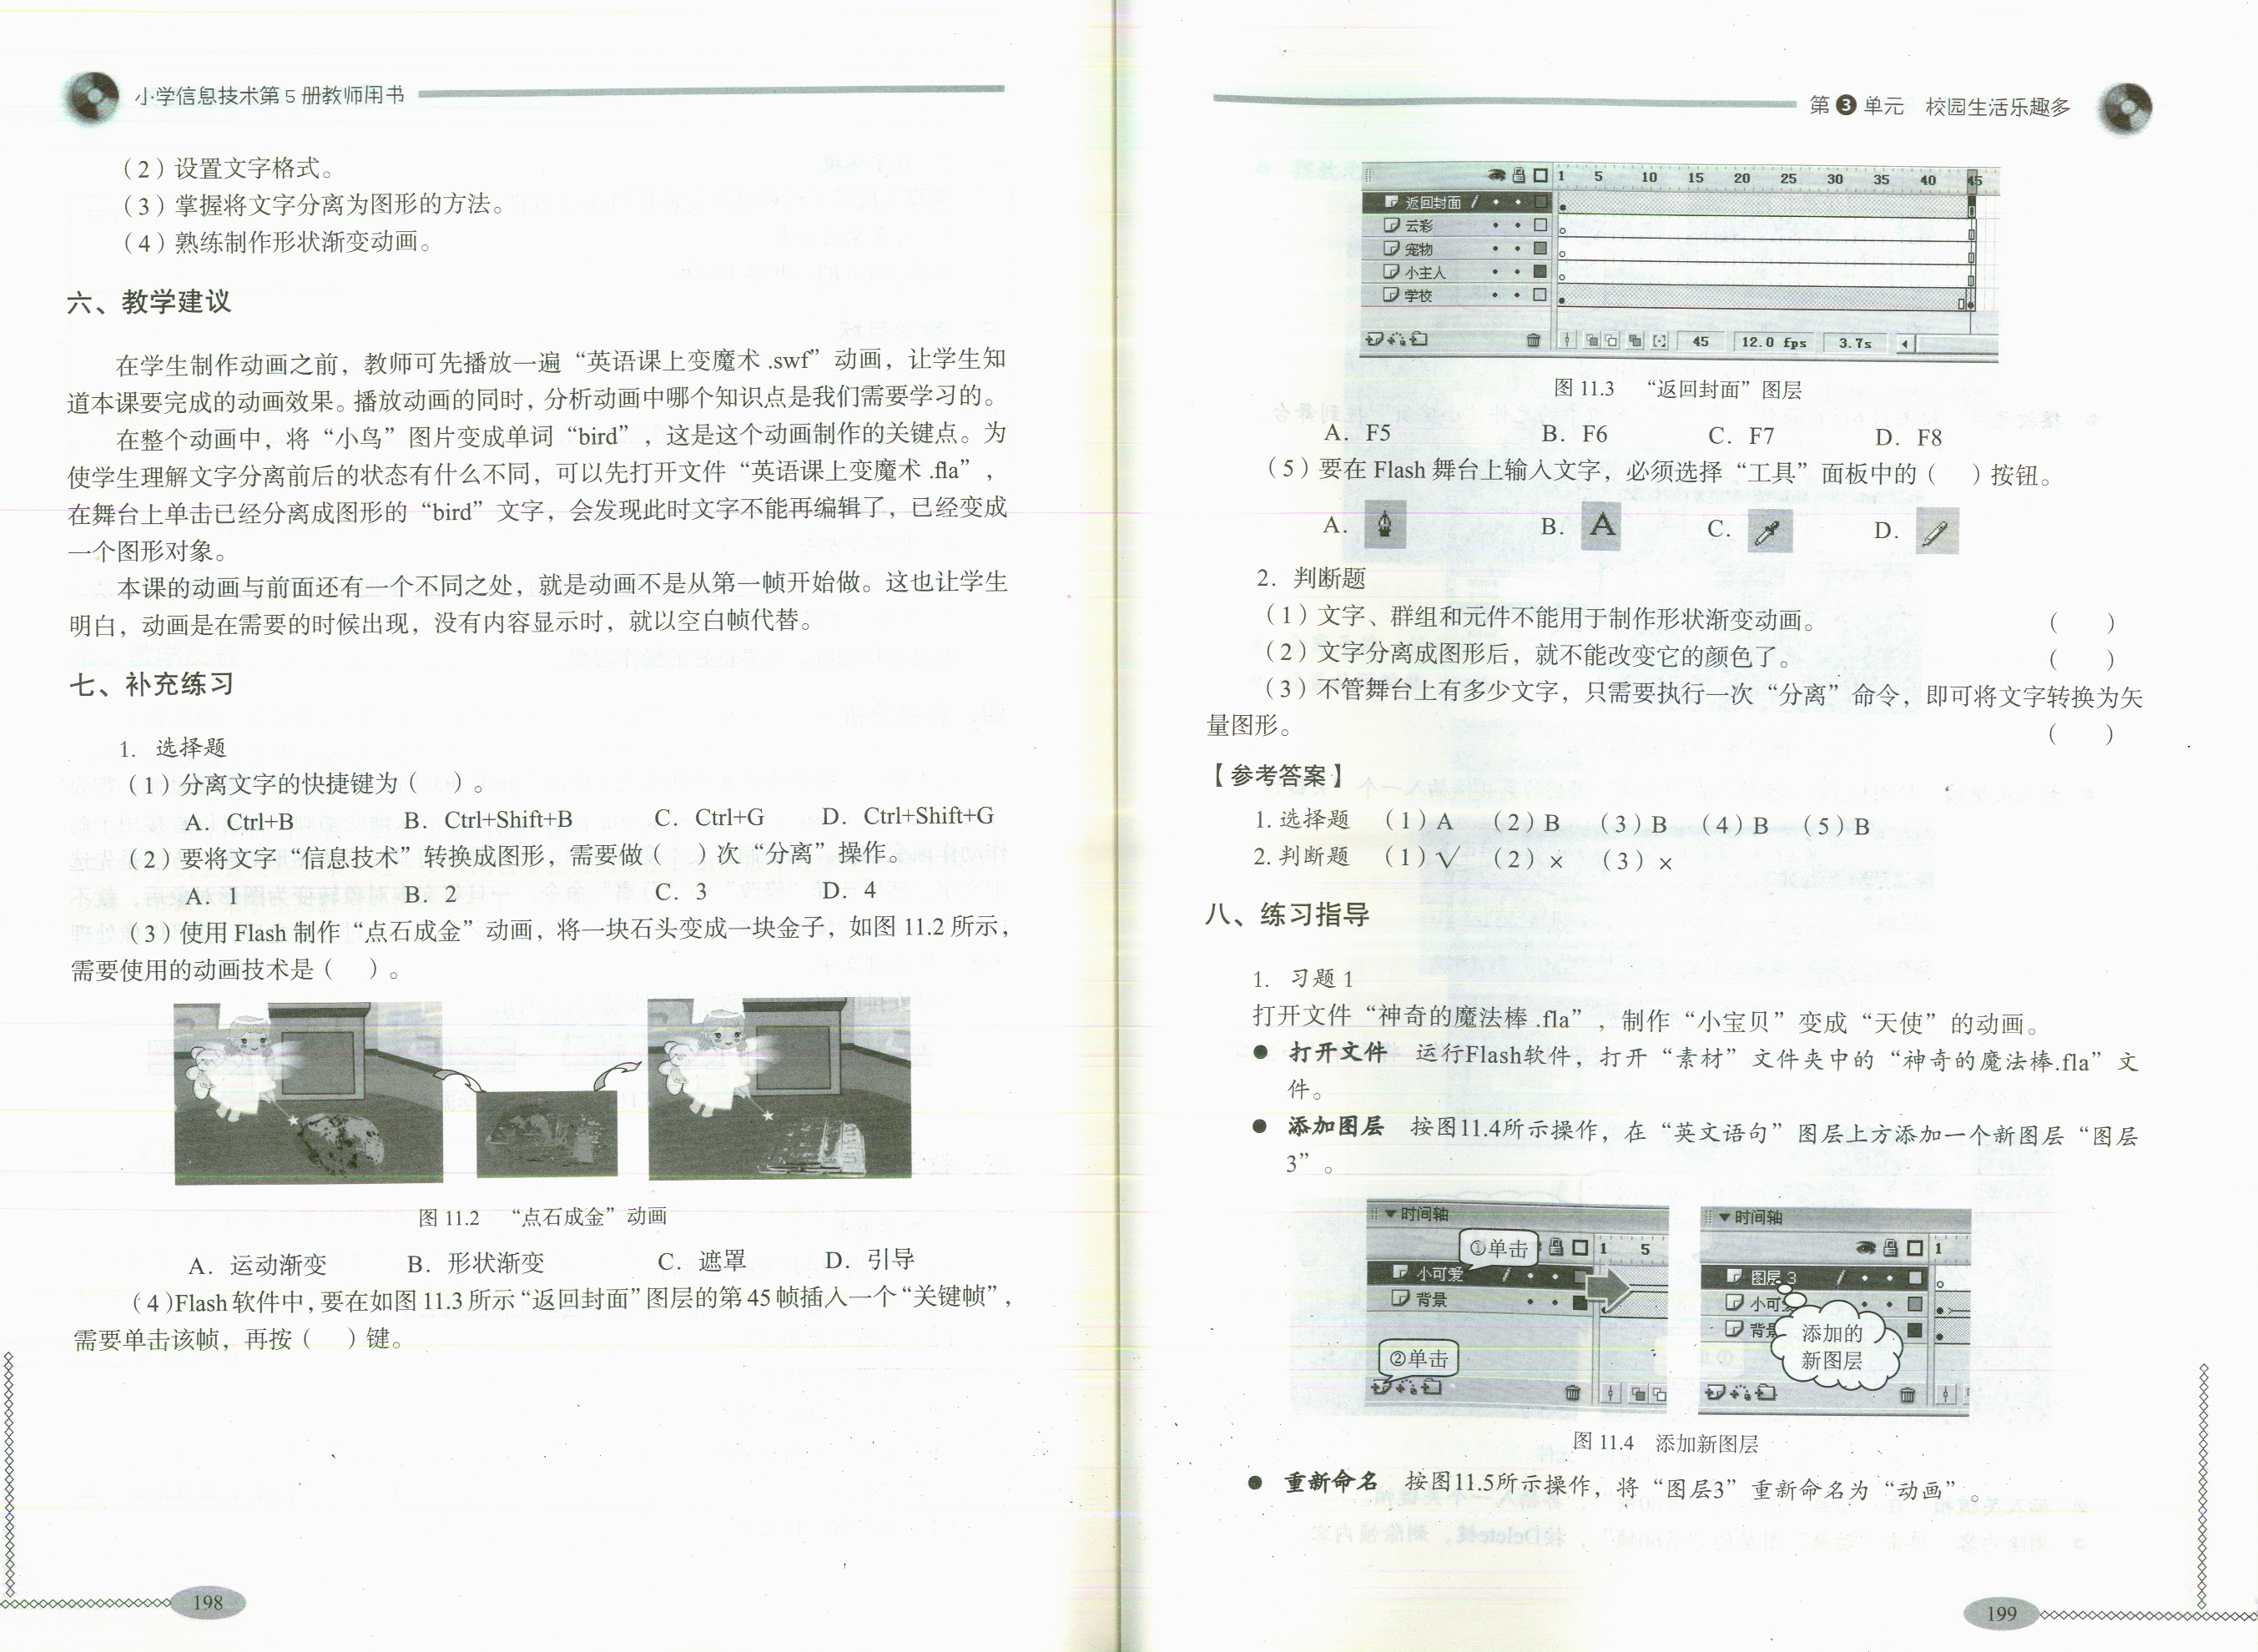 小学信息技术第 5 册教师用书
（2）设置文字格式。
（3）掌握将文字分离为图形的方法。
（4）熟练制作形状渐变动画。
六、教学建议
在学生制作动画之前，教师可先播放一遍“英语课上变魔术 .swf”动画，让学生知
道本课要完成的动画效果。播放动画的同时，分析动画中哪个知识点是我们需要学习的。
在整个动画中，将“小鸟”图片变成单词“bird”，这是这个动画制作的关键点。为
使学生理解文字分离前后的状态有什么不同，可以先打开文件“英语课上变魔术 .fla”，
在舞台上单击已经分离成图形的“bird”文字，会发现此时文字不能再编辑了，已经变成
一个图形对象。
本课的动画与前面还有一个不同之处，就是动画不是从第一帧开始做。这也让学生
明白，动画是在需要的时候出现，没有内容显示时，就以空白帧代替。
七、补充练习
1. 选择题
（1）分离文字的快捷键为（　）。
A. Ctrl+B　B. Ctrl+Shift+B　C. Ctrl+G　D. Ctrl+Shift+G
（2）要将文字“信息技术”转换成图形，需要做（　）次“分离”操作。
A. 1　B. 2　C. 3　D. 4
（3）使用 Flash 制作“点石成金”动画，将一块石头变成一块金子，如图 11.2 所示，
需要使用的动画技术是（　）。
图 11.2　“点石成金”动画
A. 运动渐变　B. 形状渐变　C. 遮罩　D. 引导
（4）Flash 软件中，要在如图 11.3 所示“返回封面”图层的第 45 帧插入一个“关键帧”，
需要单击该帧，再按（　）键。
198
第 3 单元　校园生活乐趣多
1 5 10 15 20 25 30 35 40 45
返回封面
云彩
宠物
小主人
学校
45 12.0 fps 3.7s
图 11.3　“返回封面”图层
A. F5　B. F6　C. F7　D. F8
（5）要在 Flash 舞台上输入文字，必须选择“工具”面板中的（　）按钮。
A.　B. A　C.　D.
2. 判断题
（1）文字、群组和元件不能用于制作形状渐变动画。（　）
（2）文字分离成图形后，就不能改变它的颜色了。（　）
（3）不管舞台上有多少文字，只需要执行一次“分离”命令，即可将文字转换为矢
量图形。（　）
【参考答案】
1. 选择题　（1）A　（2）B　（3）B　（4）B　（5）B
2. 判断题　（1）√　（2）×　（3）×
八、练习指导
1. 习题 1
打开文件“神奇的魔法棒 .fla”，制作“小宝贝”变成“天使”的动画。
● 打开文件　运行Flash软件，打开“素材”文件夹中的“神奇的魔法棒.fla”文
件。
● 添加图层　按图11.4所示操作，在“英文语句”图层上方添加一个新图层“图层
3”。
▼时间轴
①单击
1 5
小可爱
背景
②单击
▼时间轴
1
图层 3
小可爱
背景
添加的
新图层
图 11.4　添加新图层
● 重新命名　按图11.5所示操作，将“图层3”重新命名为“动画”。
199